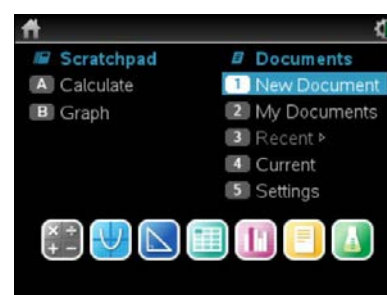 Scratchpad
A Calculate
B Graph
Documents
1 New Document
2 My Documents
3 Recent ▹
4 Current
5 Settings